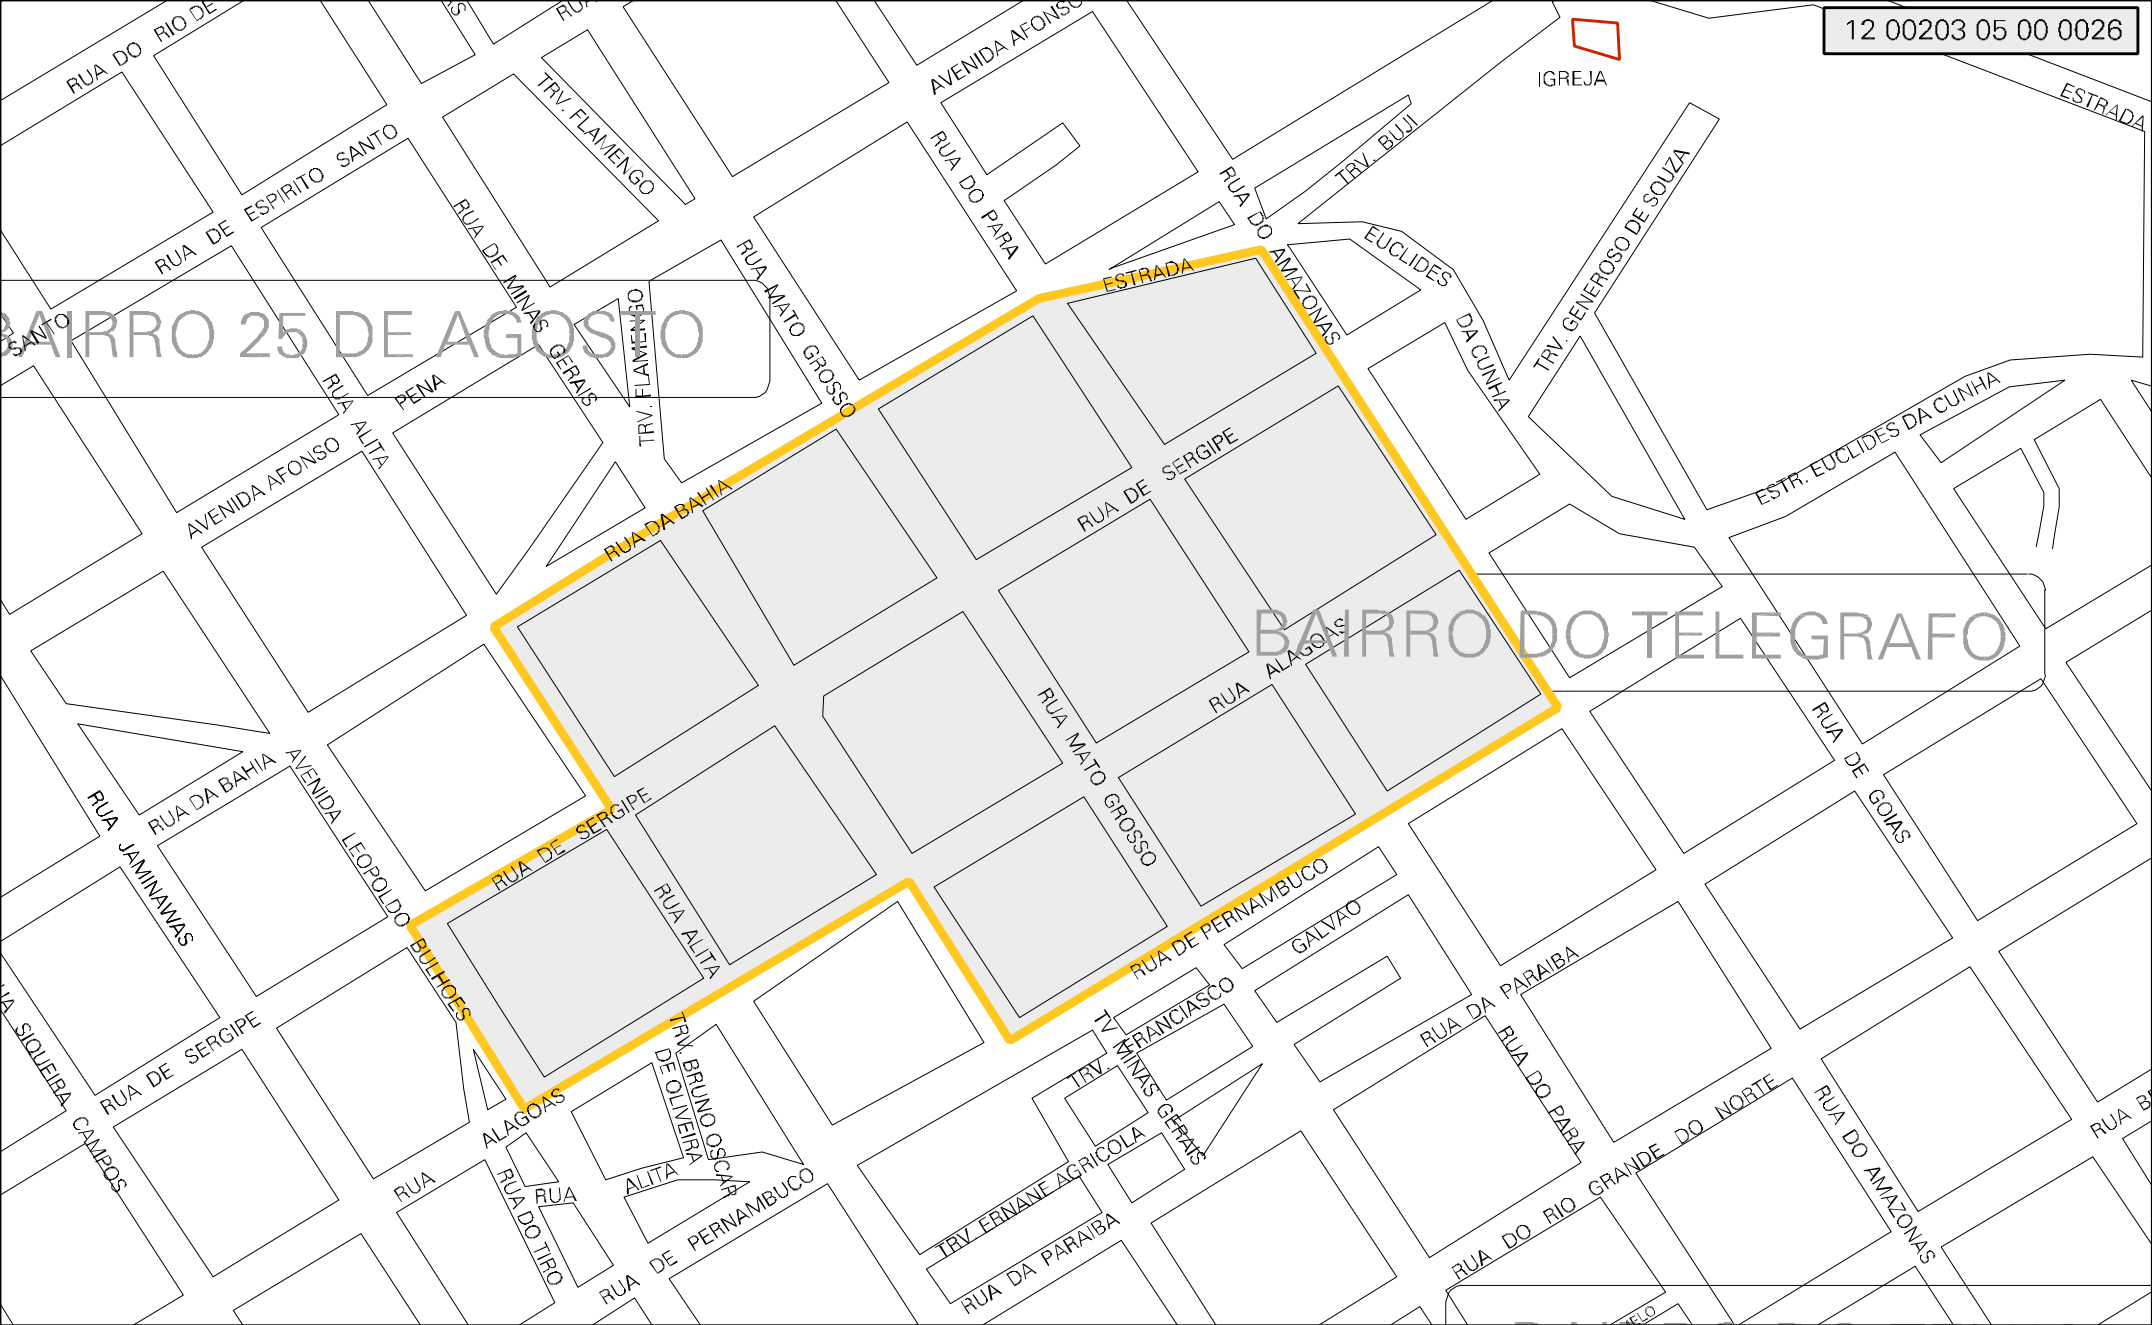 12 00203 05 00 0026
RUA DO RIO DE
AVENIDA AFONSO
IGREJA
ESTRADA
TRV. FLAMENGO
TRV. BUJI
RUA DE ESPIRITO SANTO
RUA DO PARA
RUA DO AMAZONAS
TRV. GENEROSO DE SOUZA
RUA DE MINAS GERAIS
RUA MATO GROSSO
EUCLIDES
DA CUNHA
ESTRADA
SANTO
BAIRRO 25 DE AGOSTO
TRV. FLAMENGO
RUA ALITA
AVENIDA AFONSO PENA
ESTR. EUCLIDES DA CUNHA
RUA DA BAHIA
RUA DE SERGIPE
BAIRRO DO TELEGRAFO
RUA ALAGOAS
RUA MATO GROSSO
RUA DE GOIAS
RUA DA BAHIA
AVENIDA LEOPOLDO BULHOES
RUA JAMINAWAS
RUA DE SERGIPE
RUA ALITA
RUA DE PERNAMBUCO
GALVAO
TRV. FRANCIASCO
TV MINAS GERAIS
RUA DA PARAIBA
RUA DO PARA
SIQUEIRA CAMPOS
RUA DE SERGIPE
TRV. BRUNO OSCAR
DE OLIVEIRA
RUA ALAGOAS
RUA ALITA
RUA DO TIRO
RUA DE PERNAMBUCO
TRV ERNANE AGRICOLA
RUA DA PARAIBA
RUA DO RIO GRANDE DO NORTE
RUA DO AMAZONAS